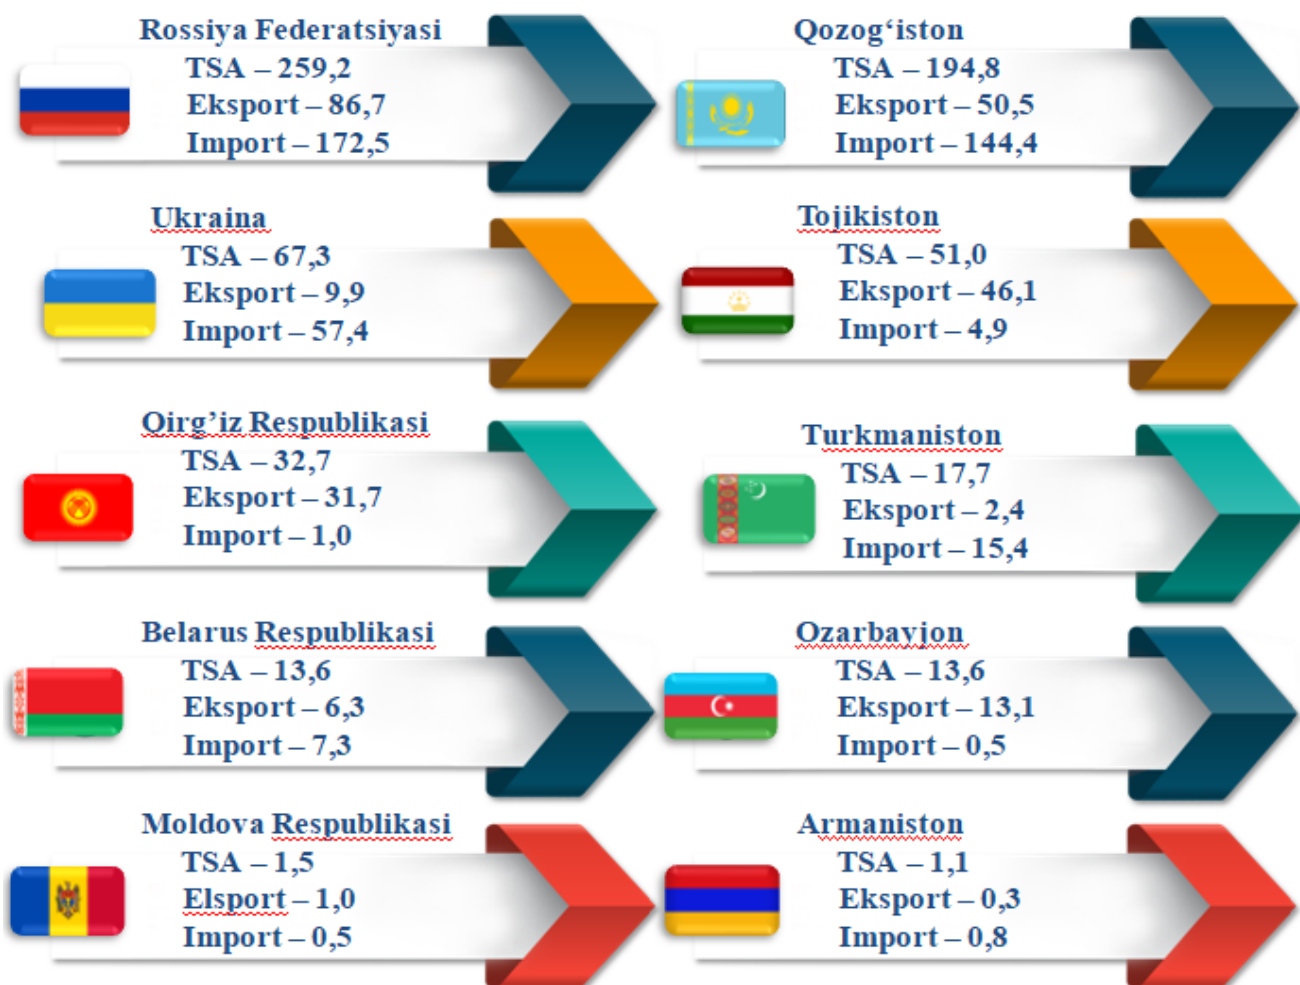 Rossiya Federatsiyasi
TSA – 259,2
Eksport – 86,7
Import – 172,5
Qozog‘iston
TSA – 194,8
Eksport – 50,5
Import – 144,4
Ukraina
TSA – 67,3
Eksport – 9,9
Import – 57,4
Tojikiston
TSA – 51,0
Eksport – 46,1
Import – 4,9
Qirg’iz Respublikasi
TSA – 32,7
Eksport – 31,7
Import – 1,0
Turkmaniston
TSA – 17,7
Eksport – 2,4
Import – 15,4
Belarus Respublikasi
TSA – 13,6
Eksport – 6,3
Import – 7,3
Ozarbayjon
TSA – 13,6
Eksport – 13,1
Import – 0,5
Moldova Respublikasi
TSA – 1,5
Elsport – 1,0
Import – 0,5
Armaniston
TSA – 1,1
Eksport – 0,3
Import – 0,8